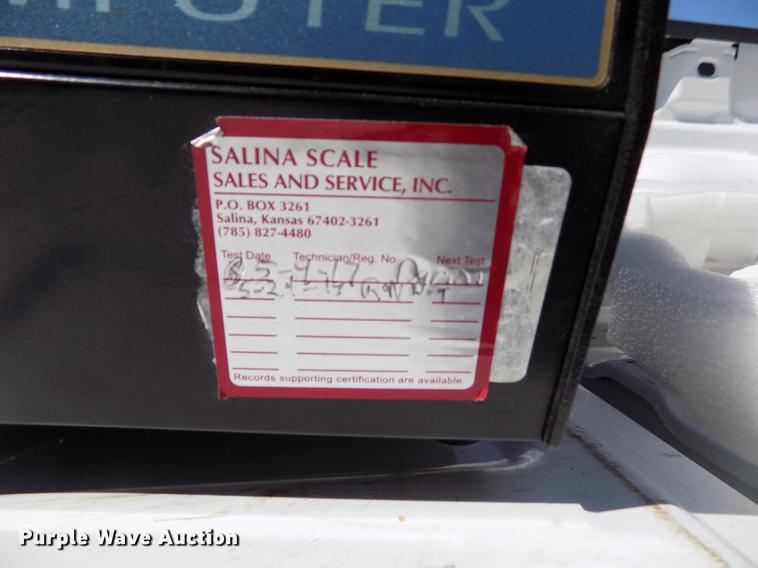 SALINA SCALE
SALES AND SERVICE, INC.
P.O. BOX 3261
Salina, Kansas 67402-3261
(785) 827-4480
Test Date Technician/Reg. No. Next Test
Records supporting certification are available.
Purple Wave Auction